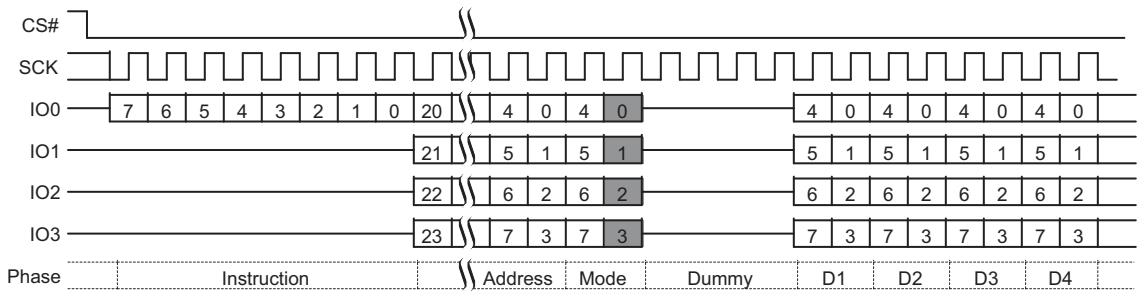 CS#
SCK
IO0 7 6 5 4 3 2 1 0 20 4 0 4 0 4 0 4 0 4 0 4 0
IO1 21 5 1 5 1 5 1 5 1 5 1 5 1
IO2 22 6 2 6 2 6 2 6 2 6 2 6 2
IO3 23 7 3 7 3 7 3 7 3 7 3 7 3
Phase Instruction Address Mode Dummy D1 D2 D3 D4